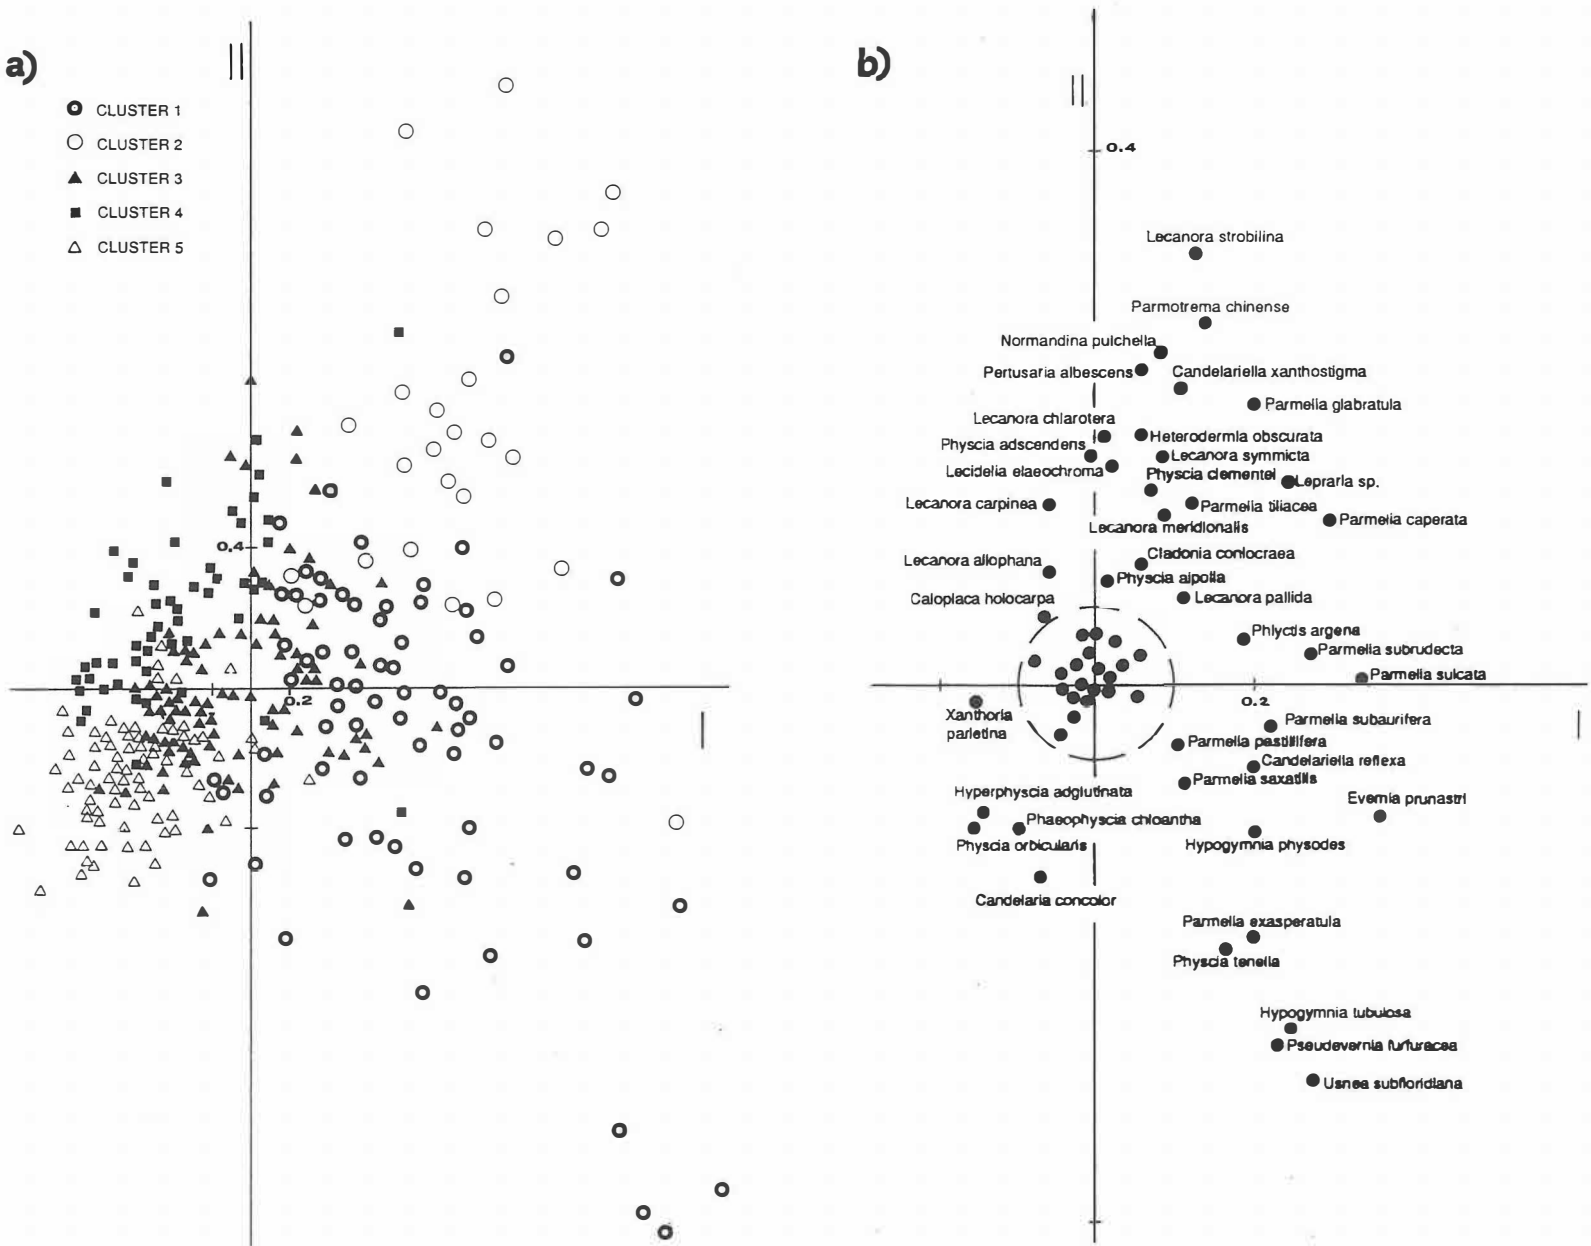 a)
||
CLUSTER 1
CLUSTER 2
CLUSTER 3
CLUSTER 4
CLUSTER 5
0.4
0.2
|
b)
||
0.4
Lecanora strobilina
Parmotrema chinense
Normandina pulchella
Pertusaria albescens
Candelariella xanthostigma
Parmelia glabratula
Lecanora chlarotera
Heterodermia obscurata
Physcia adscendens
Lecanora symmicta
Lecidella elaeochroma
Physcia clementei
Lepraria sp.
Lecanora carpinea
Parmelia tiliacea
Parmelia caperata
Lecanora meridionalis
Cladonia coniocraea
Lecanora allophana
Physcia aipolia
Caloplaca holocarpa
Lecanora pallida
Phlyctis argena
Parmelia subrudecta
Parmelia sulcata
0.2
|
Xanthoria
parietina
Parmelia subaurifera
Parmelia pastillifera
Candelariella reflexa
Parmelia saxatilis
Hyperphyscia adglutinata
Evernia prunastri
Phaeophyscia chloantha
Physcia orbicularis
Hypogymnia physodes
Candelaria concolor
Parmelia exasperatula
Physcia tenella
Hypogymnia tubulosa
Pseudevernia furfuracea
Usnea subfloridana